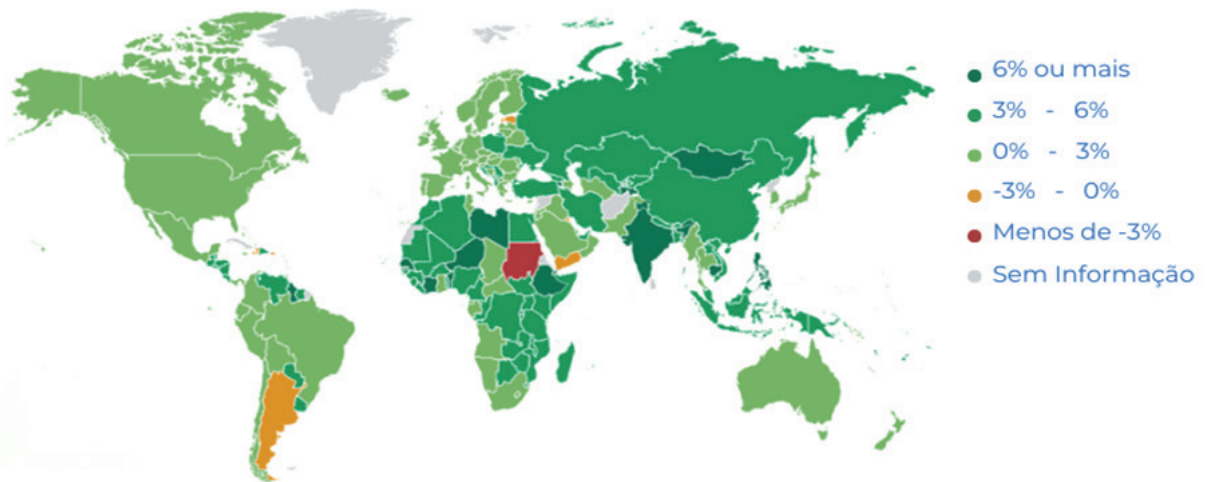 6% ou mais
3% - 6%
0% - 3%
-3% - 0%
Menos de -3%
Sem Informação